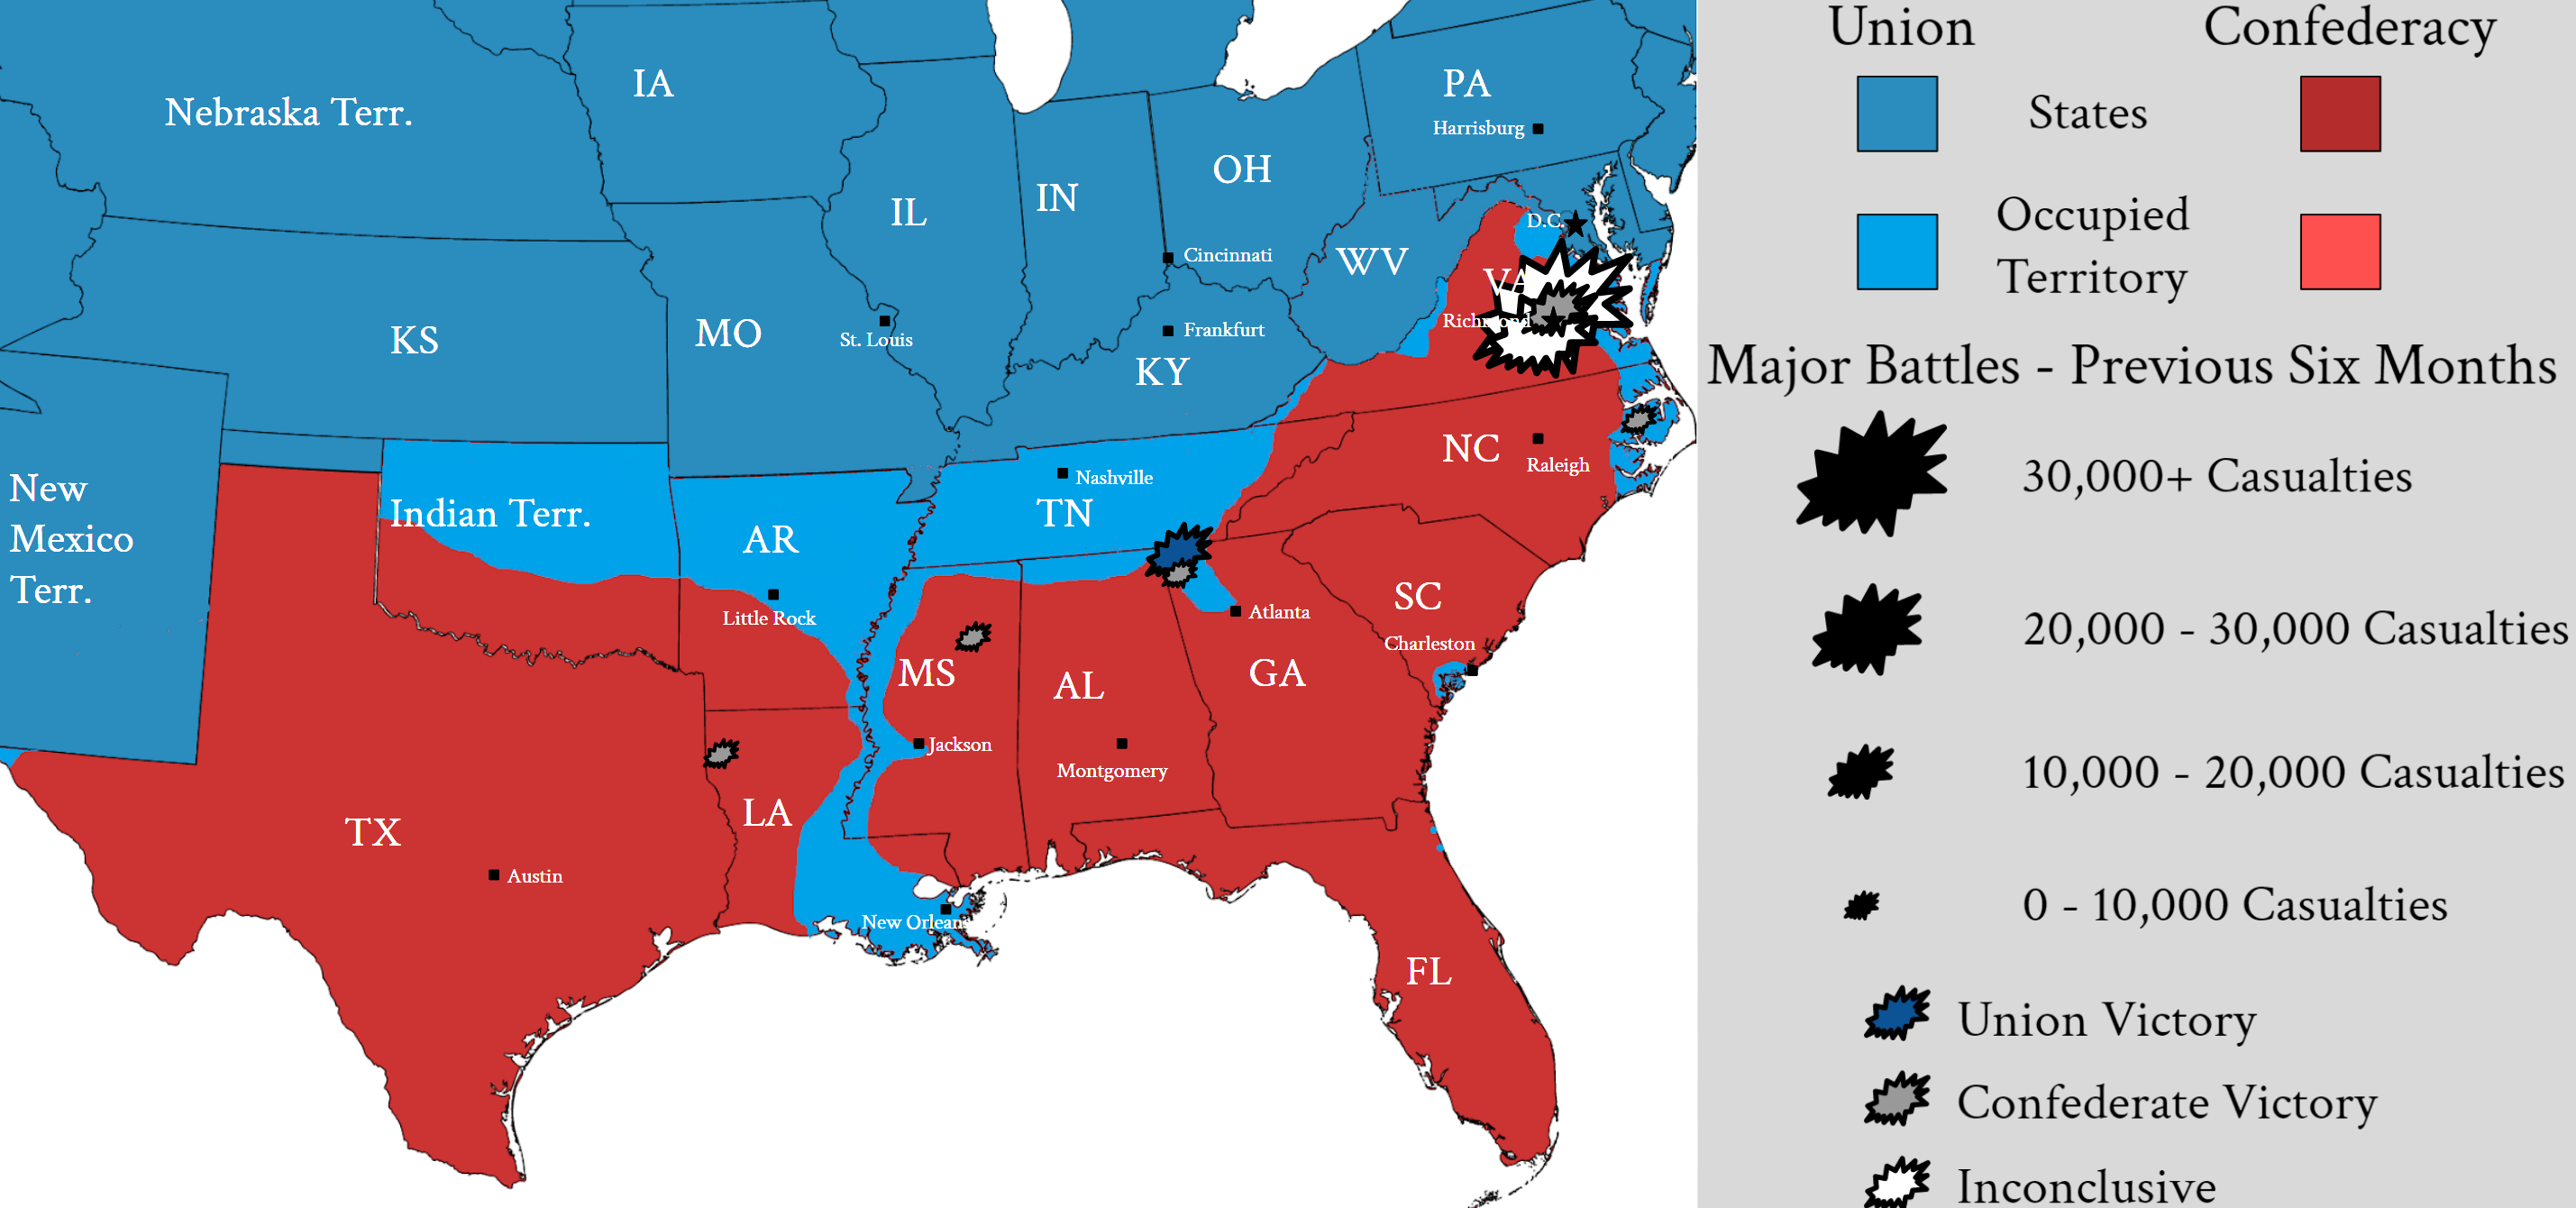 Nebraska Terr.
IA
PA
Harrisburg
OH
IN
IL
D.C.
WV
VA
Cincinnati
Richmond
St. Louis
Frankfurt
KS
MO
KY
New
Mexico
Terr.
Indian Terr.
AR
Nashville
TN
NC
Raleigh
Little Rock
Atlanta
SC
Charleston
MS
AL
GA
Jackson
Montgomery
LA
TX
Austin
New Orleans
FL
Union
Confederacy
States
Occupied
Territory
Major Battles - Previous Six Months
30,000+ Casualties
20,000 - 30,000 Casualties
10,000 - 20,000 Casualties
0 - 10,000 Casualties
Union Victory
Confederate Victory
Inconclusive